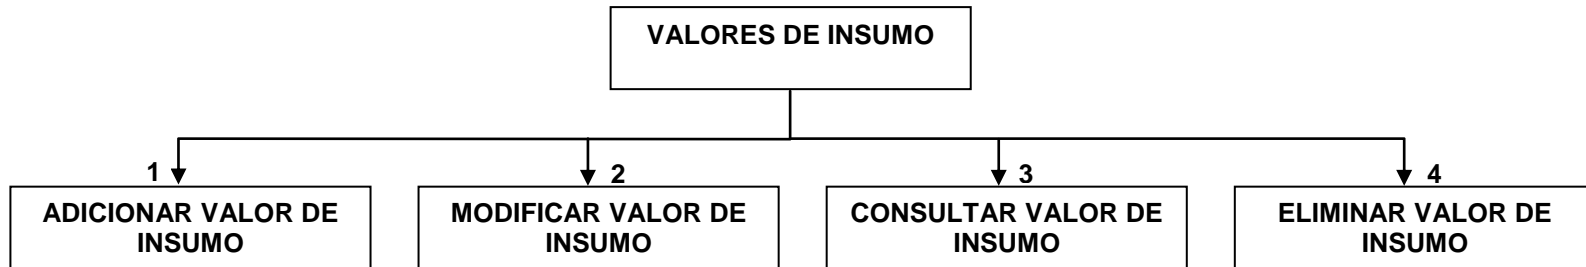 VALORES DE INSUMO
1
2
3
4
ADICIONAR VALOR DE
INSUMO
MODIFICAR VALOR DE
INSUMO
CONSULTAR VALOR DE
INSUMO
ELIMINAR VALOR DE
INSUMO